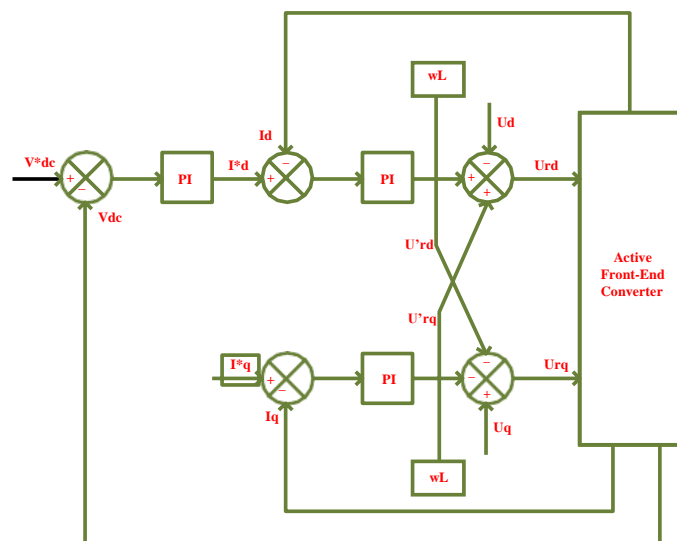 wL
Ud
Id
V*dc
+
−
Vdc
PI
I*d
−
+
PI
−
+
+
Urd
U'rd
Active
Front-End
Converter
U'rq
I*q
+
−
Iq
PI
−
−
+
Urq
Uq
wL